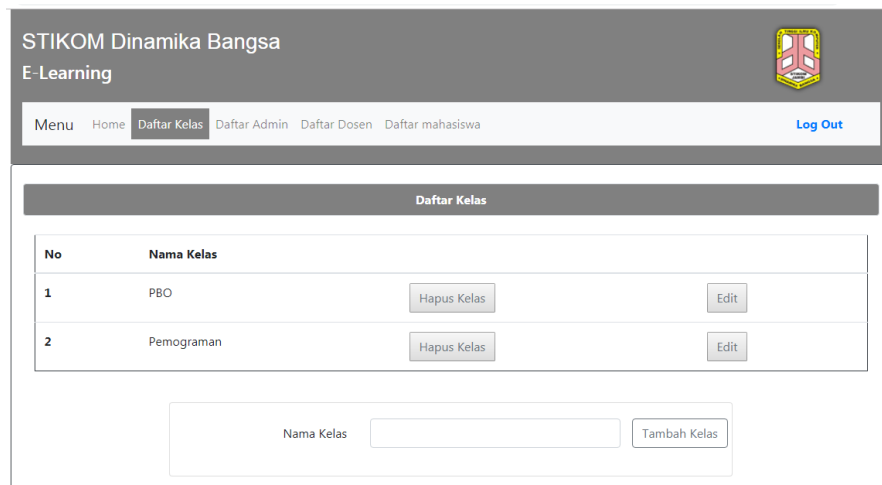 STIKOM Dinamika Bangsa
E-Learning
Menu Home Daftar Kelas Daftar Admin Daftar Dosen Daftar mahasiswa Log Out
Daftar Kelas
No Nama Kelas
1 PBO Hapus Kelas Edit
2 Pemograman Hapus Kelas Edit
Nama Kelas Tambah Kelas